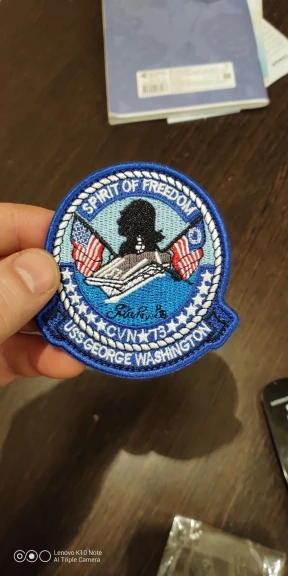 SPIRIT OF FREEDOM
CVN★73
USS GEORGE WASHINGTON
Lenovo K10 Note
AI Triple Camera